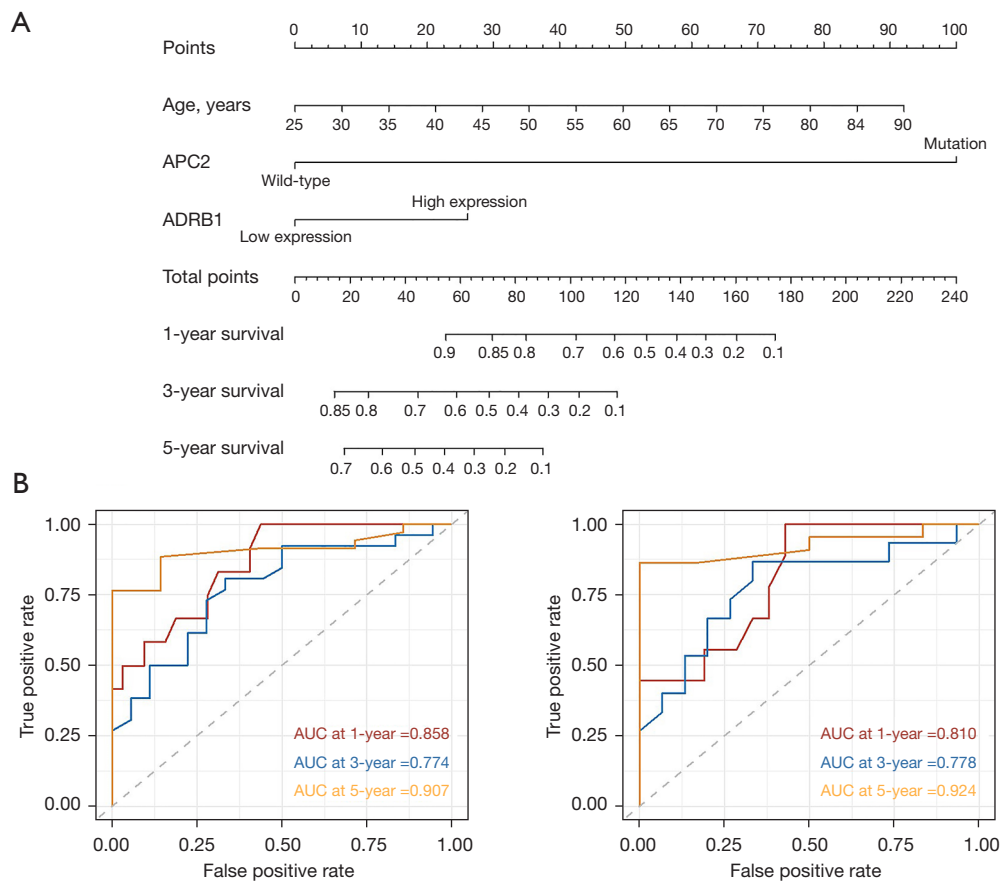 A
Points
0 10 20 30 40 50 60 70 80 90 100
Age, years
25 30 35 40 45 50 55 60 65 70 75 80 84 90
Mutation
APC2
Wild-type
High expression
ADRB1
Low expression
Total points
0 20 40 60 80 100 120 140 160 180 200 220 240
1-year survival
0.9 0.85 0.8 0.7 0.6 0.5 0.4 0.3 0.2 0.1
3-year survival
0.85 0.8 0.7 0.6 0.5 0.4 0.3 0.2 0.1
5-year survival
0.7 0.6 0.5 0.4 0.3 0.2 0.1
B
True positive rate
1.00
0.75
0.50
0.25
0.00
AUC at 1-year =0.858
AUC at 3-year =0.774
AUC at 5-year =0.907
0.00 0.25 0.50 0.75 1.00
False positive rate
True positive rate
1.00
0.75
0.50
0.25
0.00
AUC at 1-year =0.810
AUC at 3-year =0.778
AUC at 5-year =0.924
0.00 0.25 0.50 0.75 1.00
False positive rate